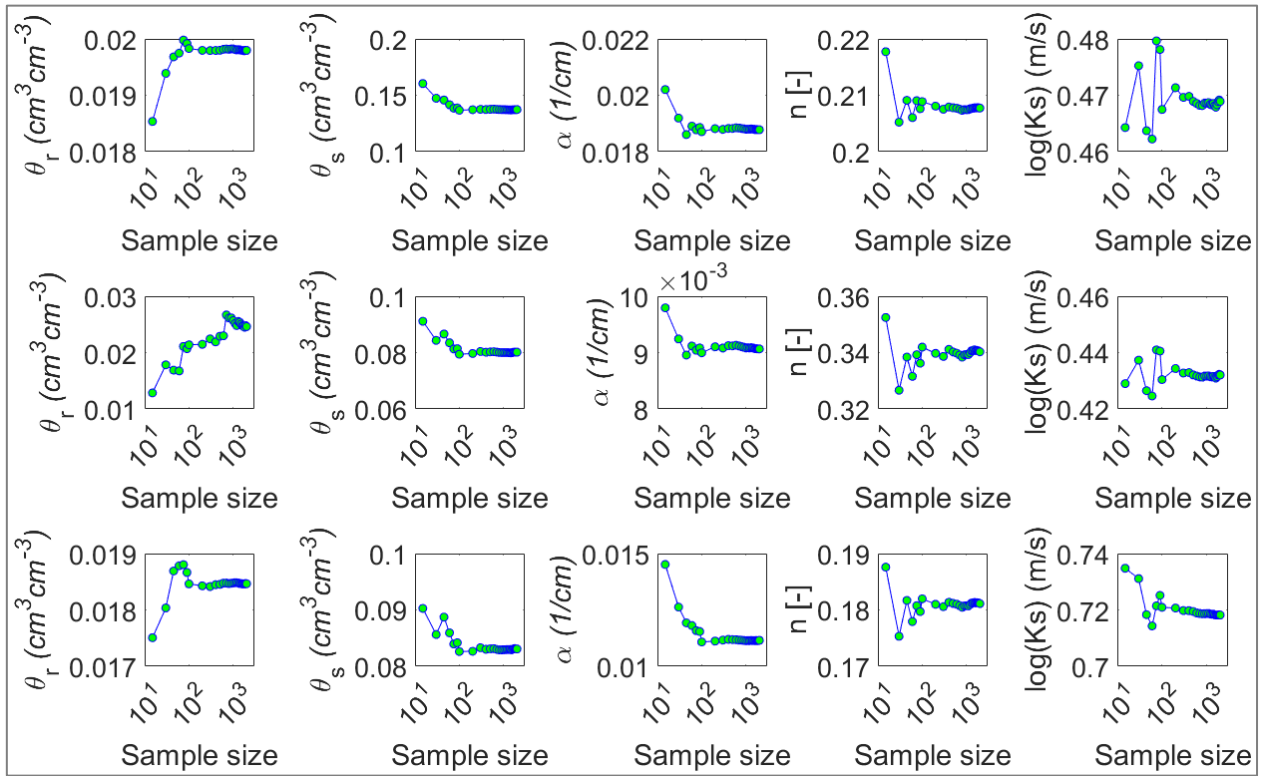 θ_r (cm³cm⁻³)
0.02
0.019
0.018
10¹ 10² 10³
Sample size
θ_s (cm³cm⁻³)
0.2
0.15
0.1
10¹ 10² 10³
Sample size
α (1/cm)
0.022
0.02
0.018
10¹ 10² 10³
Sample size
n [-]
0.22
0.21
0.2
10¹ 10² 10³
Sample size
log(Ks) (m/s)
0.48
0.47
0.46
10¹ 10² 10³
Sample size
θ_r (cm³cm⁻³)
0.03
0.02
0.01
10¹ 10² 10³
Sample size
θ_s (cm³cm⁻³)
0.1
0.08
0.06
10¹ 10² 10³
Sample size
α (1/cm)
×10⁻³
10
9
8
10¹ 10² 10³
Sample size
n [-]
0.36
0.34
0.32
10¹ 10² 10³
Sample size
log(Ks) (m/s)
0.46
0.44
0.42
10¹ 10² 10³
Sample size
θ_r (cm³cm⁻³)
0.019
0.018
0.017
10¹ 10² 10³
Sample size
θ_s (cm³cm⁻³)
0.1
0.09
0.08
10¹ 10² 10³
Sample size
α (1/cm)
0.015
0.01
10¹ 10² 10³
Sample size
n [-]
0.19
0.18
0.17
10¹ 10² 10³
Sample size
log(Ks) (m/s)
0.74
0.72
0.7
10¹ 10² 10³
Sample size